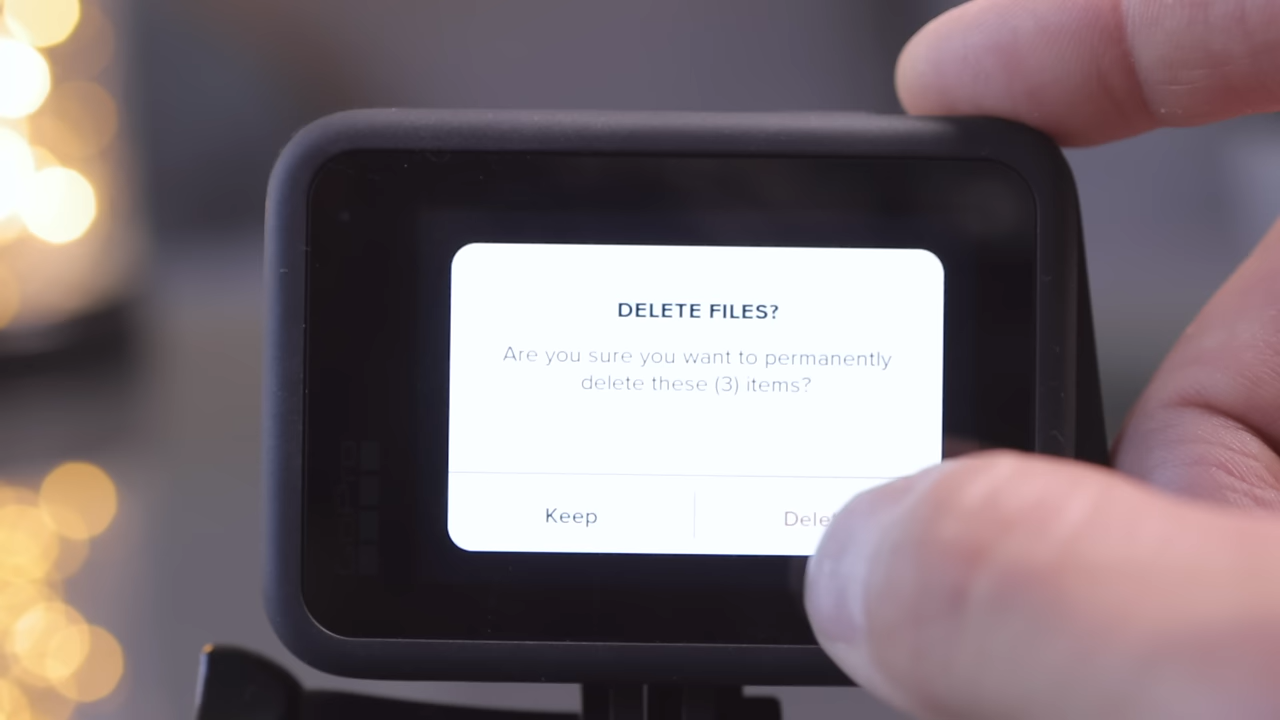 DELETE FILES?
Are you sure you want to permanently
delete these (3) items?
Keep